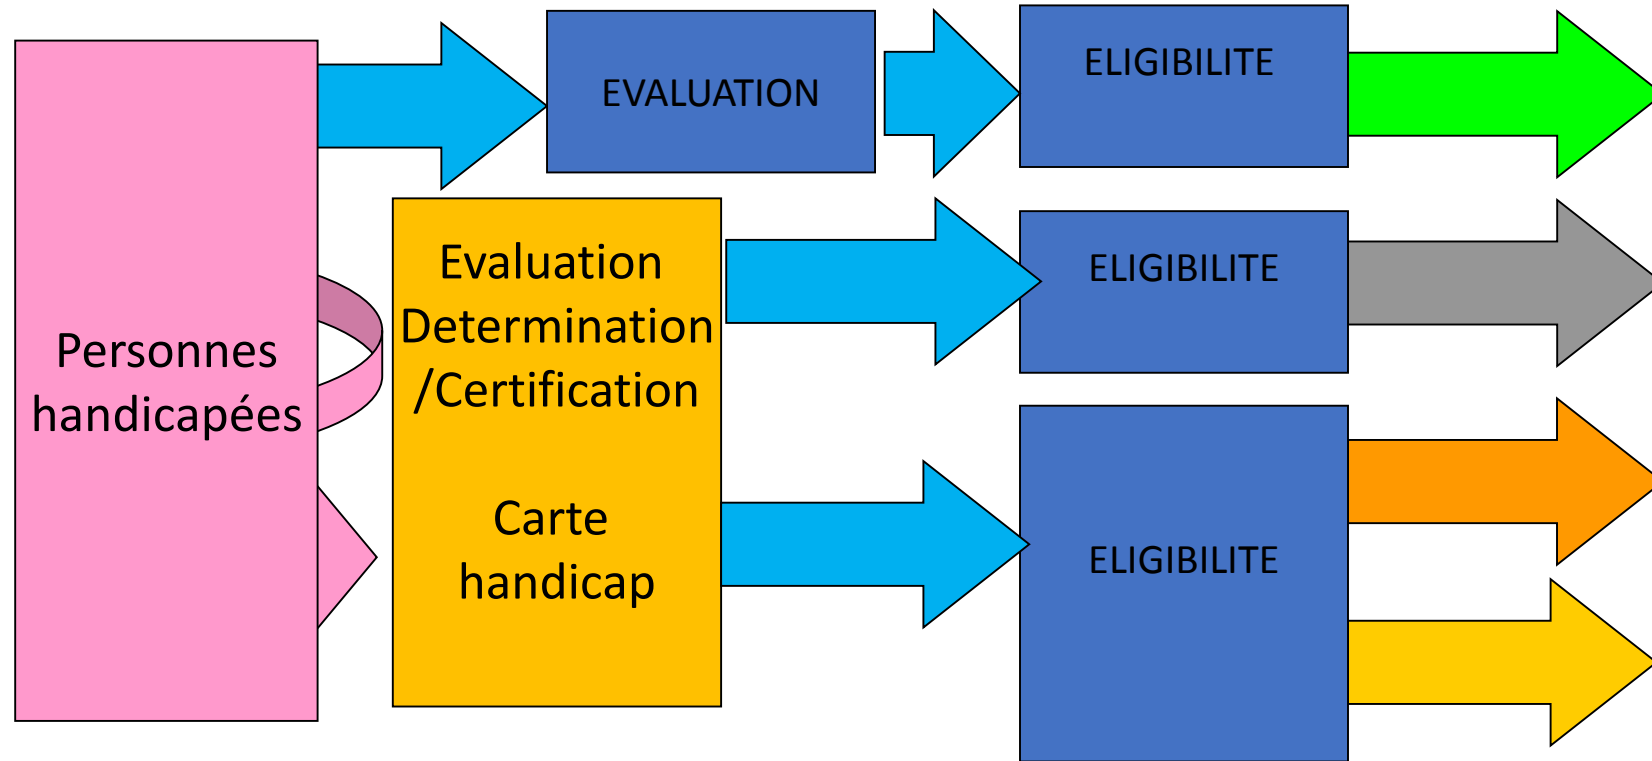 Personnes
handicapées
EVALUATION
ELIGIBILITE
Evaluation
Determination
/Certification
Carte
handicap
ELIGIBILITE
ELIGIBILITE